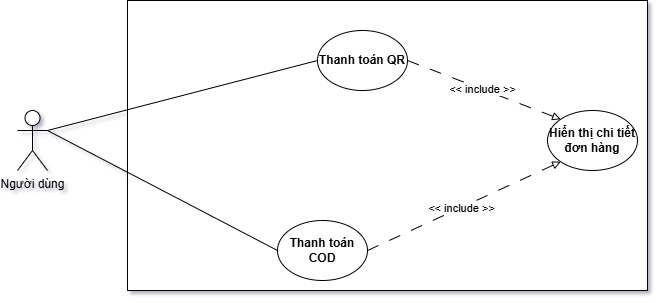 Thanh toán QR
<< include >>
Hiển thị chi tiết
đơn hàng
Người dùng
<< include >>
Thanh toán
COD